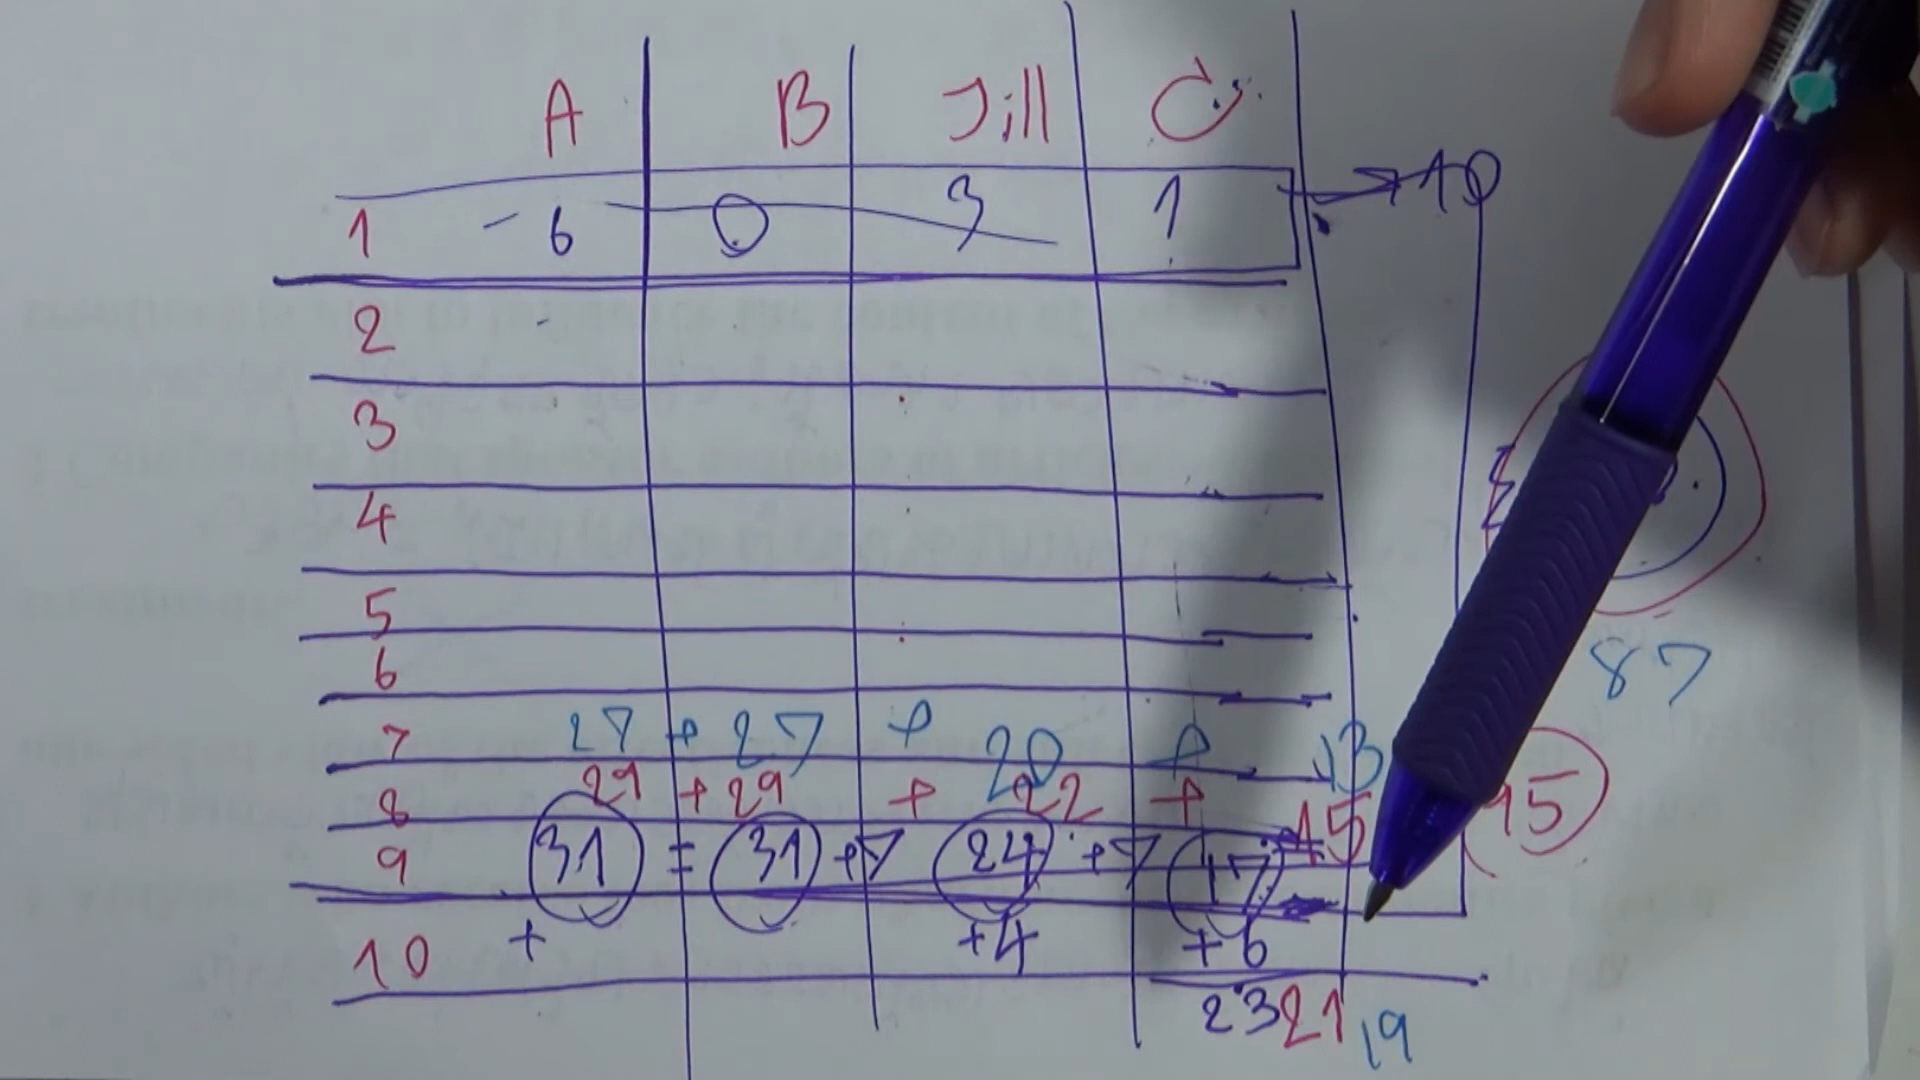 A B Jill C
1 - 6 0 3 1 → 10
2
3
4
5
6
87
7 27 + 27 + 20 + 13
8 29 + 29 + 22 + 15 95
9 31 = 31 +7 24 +7 17
10 + +4 +6
23 21 19